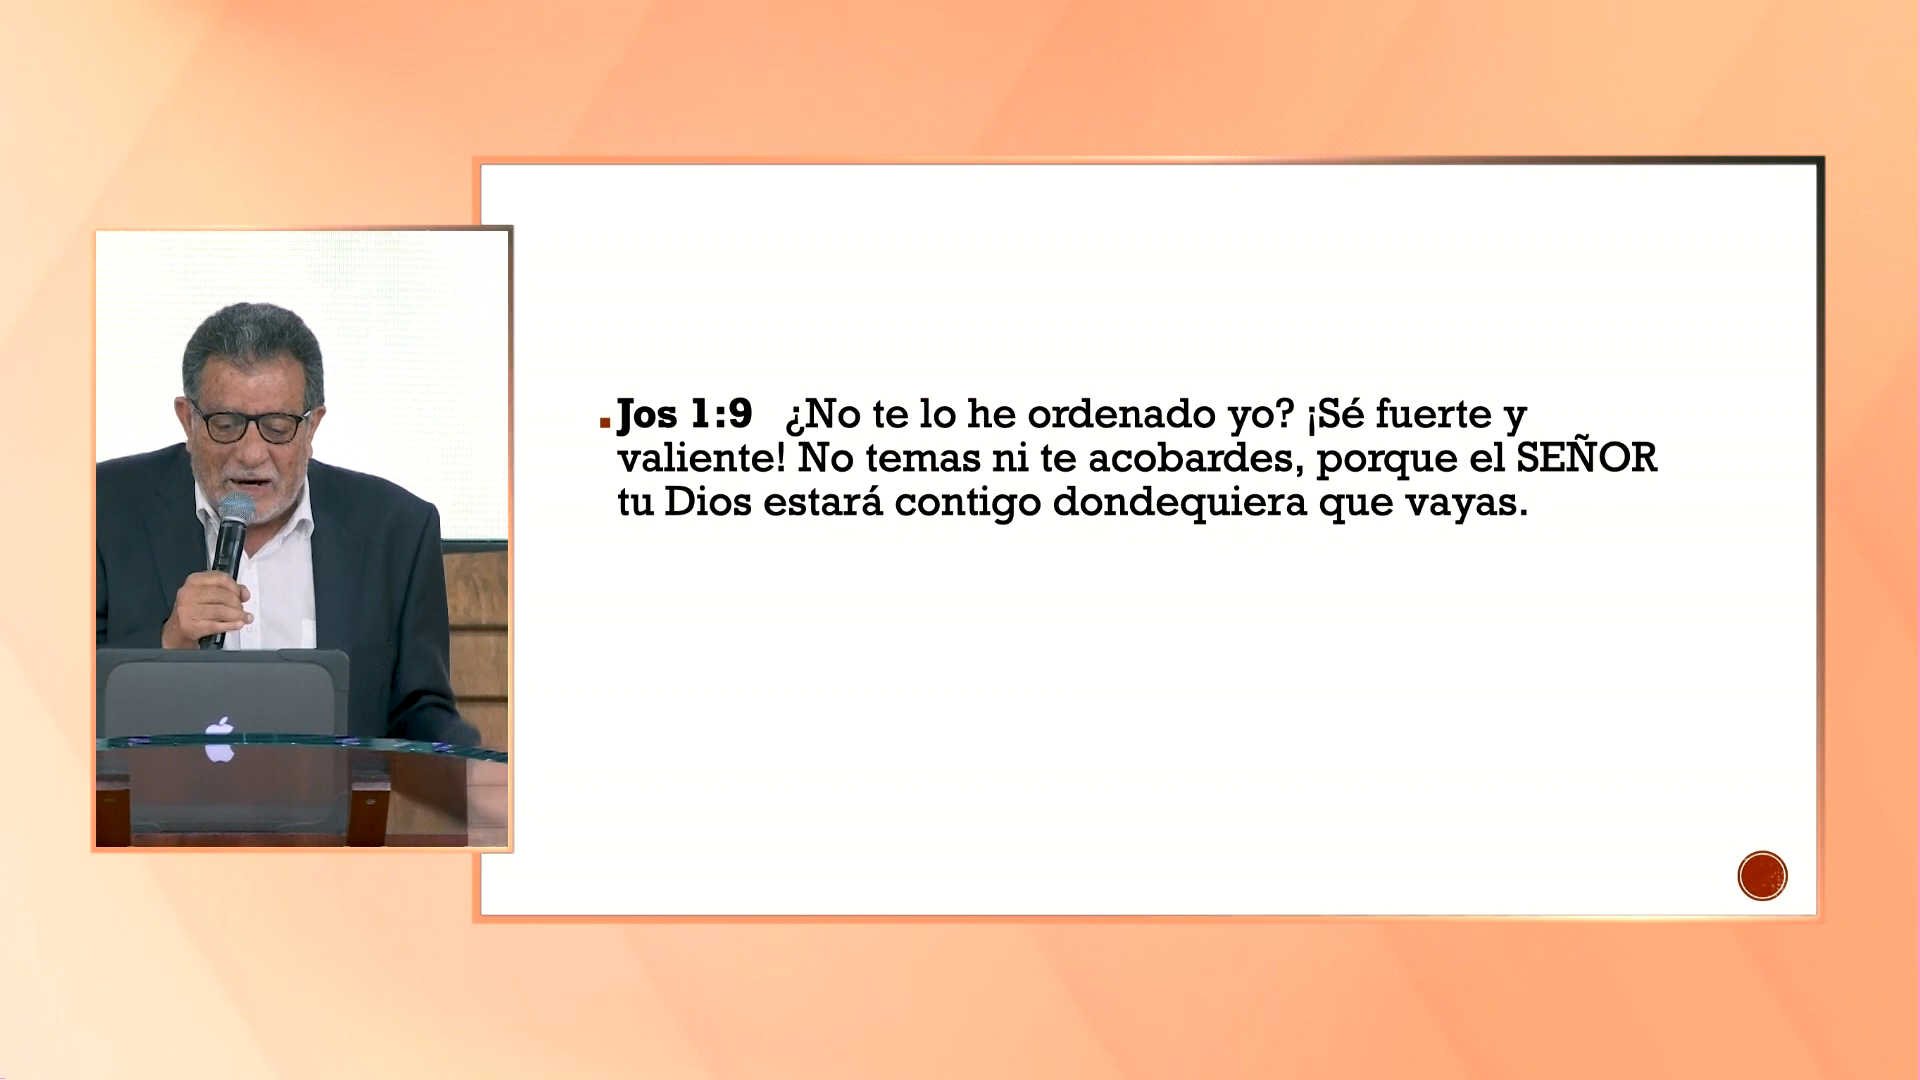 Jos 1:9 ¿No te lo he ordenado yo? ¡Sé fuerte y
valiente! No temas ni te acobardes, porque el SEÑOR
tu Dios estará contigo dondequiera que vayas.